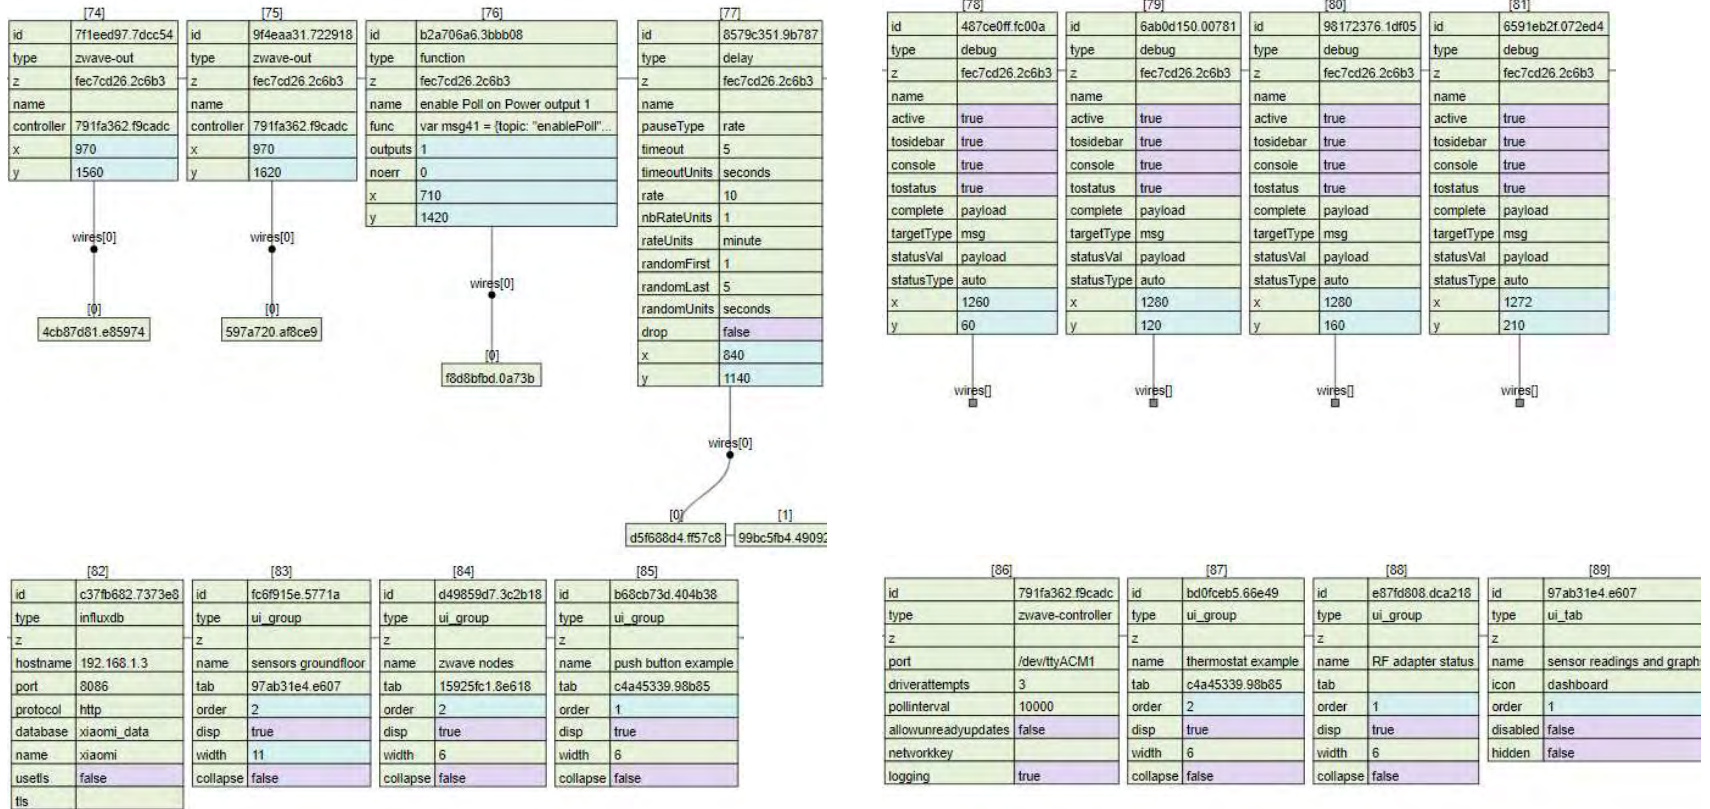 [74]
id 7f1eed97.7dcc54
type zwave-out
z fec7cd26.2c6b3
name
controller 791fa362.f9cadc
x 970
y 1560
wires[0]
[0]
4cb87d81.e85974
[75]
id 9f4eaa31.722918
type zwave-out
z fec7cd26.2c6b3
name
controller 791fa362.f9cadc
x 970
y 1620
wires[0]
[0]
597a720.af8ce9
[76]
id b2a706a6.3bbb08
type function
z fec7cd26.2c6b3
name enable Poll on Power output 1
func var msg41 = {topic: "enablePoll"...
outputs 1
noerr 0
x 710
y 1420
wires[0]
[0]
f8d8bfbd.0a73b
[77]
id 8579c351.9b787
type delay
z fec7cd26.2c6b3
name
pauseType rate
timeout 5
timeoutUnits seconds
rate 10
nbRateUnits 1
rateUnits minute
randomFirst 1
randomLast 5
randomUnits seconds
drop false
x 840
y 1140
wires[0]
[0]
d5f688d4.ff57c8
[1]
99bc5fb4.49092
[78]
id 487ce0ff.fc00a
type debug
z fec7cd26.2c6b3
name
active true
tosidebar true
console true
tostatus true
complete payload
targetType msg
statusVal payload
statusType auto
x 1260
y 60
wires[]
[79]
id 6ab0d150.00781
type debug
z fec7cd26.2c6b3
name
active true
tosidebar true
console true
tostatus true
complete payload
targetType msg
statusVal payload
statusType auto
x 1280
y 120
wires[]
[80]
id 98172376.1df05
type debug
z fec7cd26.2c6b3
name
active true
tosidebar true
console true
tostatus true
complete payload
targetType msg
statusVal payload
statusType auto
x 1280
y 160
wires[]
[81]
id 6591eb2f.072ed4
type debug
z fec7cd26.2c6b3
name
active true
tosidebar true
console true
tostatus true
complete payload
targetType msg
statusVal payload
statusType auto
x 1272
y 210
wires[]
[82]
id c37fb682.7373e8
type influxdb
z
hostname 192.168.1.3
port 8086
protocol http
database xiaomi_data
name xiaomi
usetls false
tls
[83]
id fc6f915e.5771a
type ui_group
z
name sensors groundfloor
tab 97ab31e4.e607
order 2
disp true
width 11
collapse false
[84]
id d49859d7.3c2b18
type ui_group
z
name zwave nodes
tab 15925fc1.8e618
order 2
disp true
width 6
collapse false
[85]
id b68cb73d.404b38
type ui_group
z
name push button example
tab c4a45339.98b85
order 1
disp true
width 6
collapse false
[86]
id 791fa362.f9cadc
type zwave-controller
z
port /dev/ttyACM1
driverattempts 3
pollinterval 10000
allowunreadyupdates false
networkkey
logging true
[87]
id bd0fceb5.66e49
type ui_group
z
name thermostat example
tab c4a45339.98b85
order 2
disp true
width 6
collapse false
[88]
id e87fd808.dca218
type ui_group
z
name RF adapter status
tab
order 1
disp true
width 6
collapse false
[89]
id 97ab31e4.e607
type ui_tab
z
name sensor readings and graph
icon dashboard
order 1
disabled false
hidden false